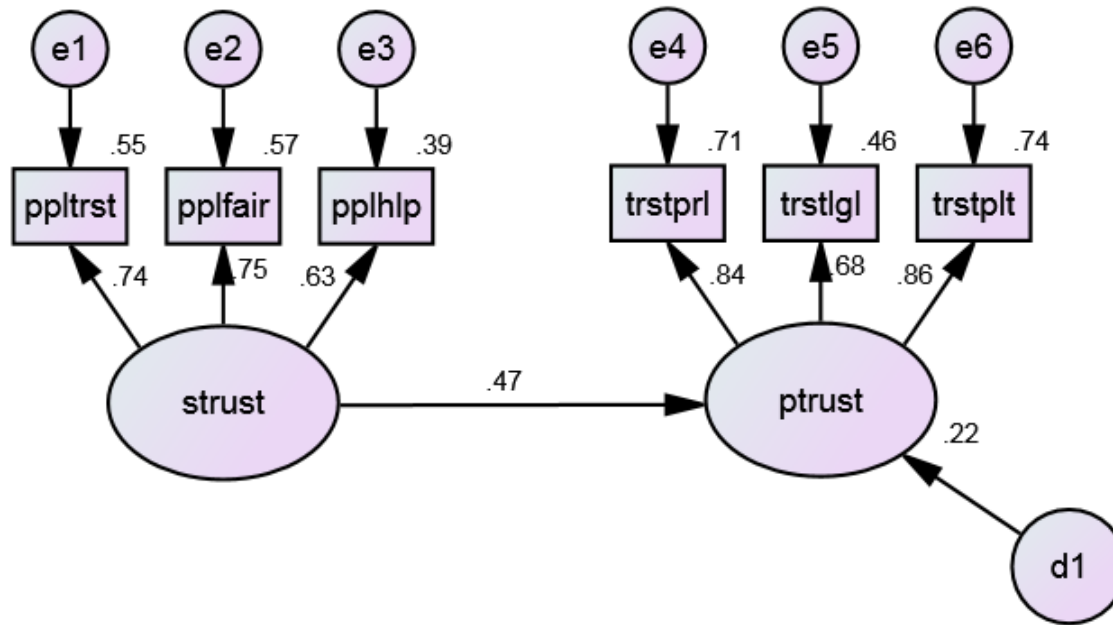 e1
e2
e3
e4
e5
e6
.55
.57
.39
.71
.46
.74
ppltrst
pplfair
pplhlp
trstprl
trstlgl
trstplt
.74
.75
.63
.84
.68
.86
strust
.47
ptrust
.22
d1